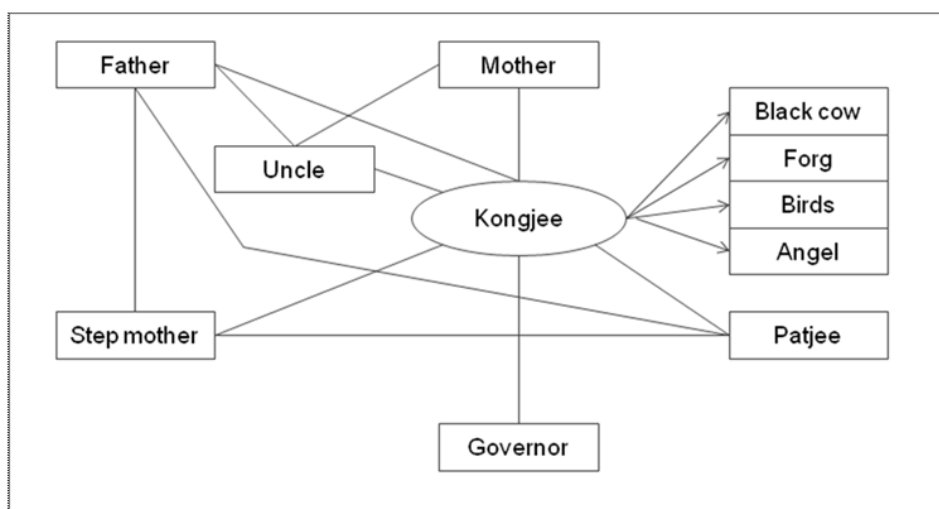 Father
Mother
Black cow
Uncle
Forg
Kongjee
Birds
Angel
Step mother
Patjee
Governor